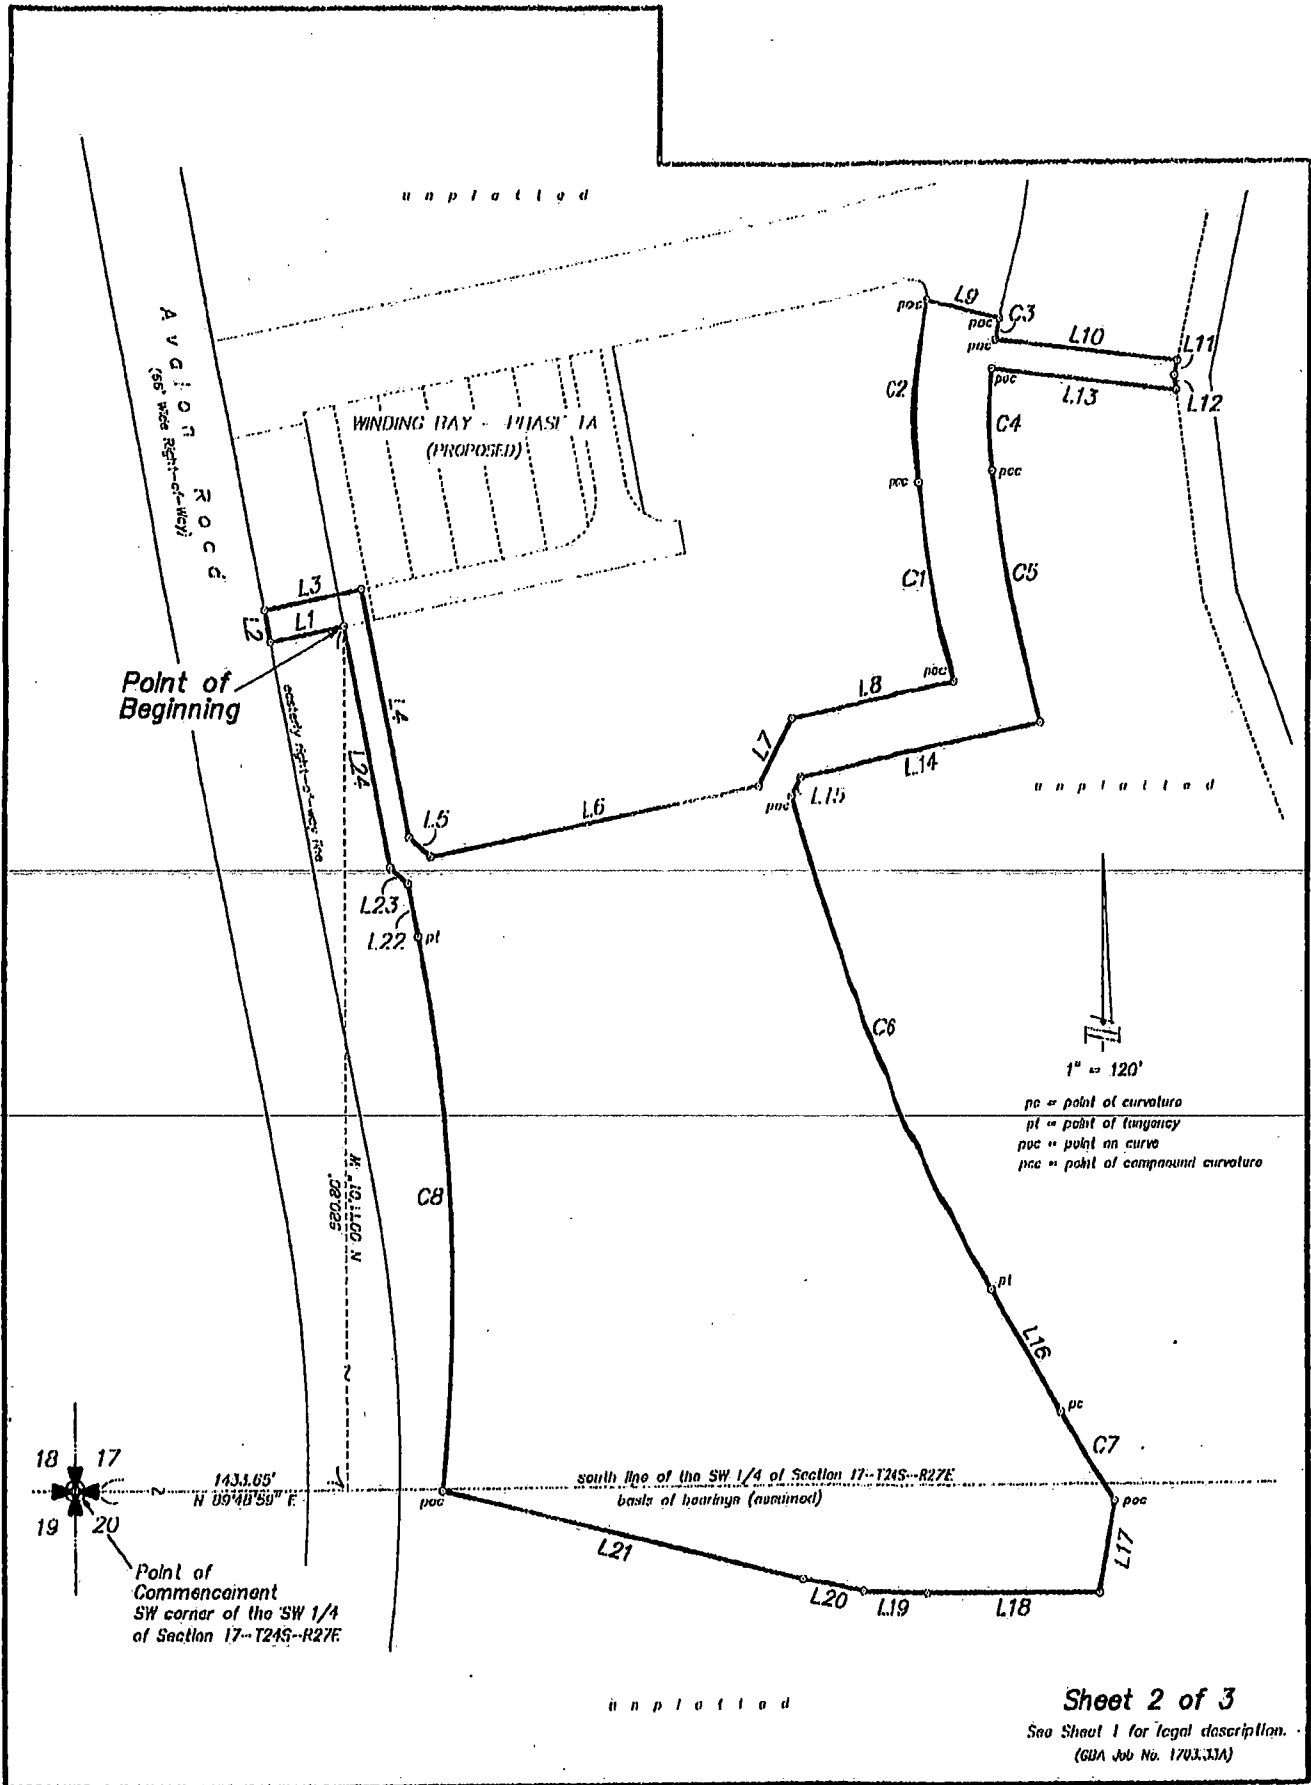 unplatted
L9
C3
L10
L11
L12
L13
C2
C4
AVALON ROAD
WINDING BAY - PHASE 1A
(PROPOSED)
(66' Wide Right-of-Way)
poc
poc
poc
poc
pcc
pcc
C1
C5
L3
L1
L2
Point of
Beginning
poc
L8
L4
L7
L24
easterly right-of-way line
L14
L15
poc
L6
L5
unplatted
L23
L22
pt
C6
1" = 120'
pc = point of curvature
pt = point of tangency
poc = point on curve
pcc = point of compound curvature
C8
pt
L16
pc
C7
18 17
19 20
1433.65'
N 89°48'59" E
south line of the SW 1/4 of Section 17--T24S--R27E
basis of bearings (assumed)
poc
poc
L17
L21
L20
L19
L18
Point of
Commencement
SW corner of the SW 1/4
of Section 17--T24S--R27E
unplatted
Sheet 2 of 3
See Sheet 1 for legal description.
(GDA Job No. 1703.33A)